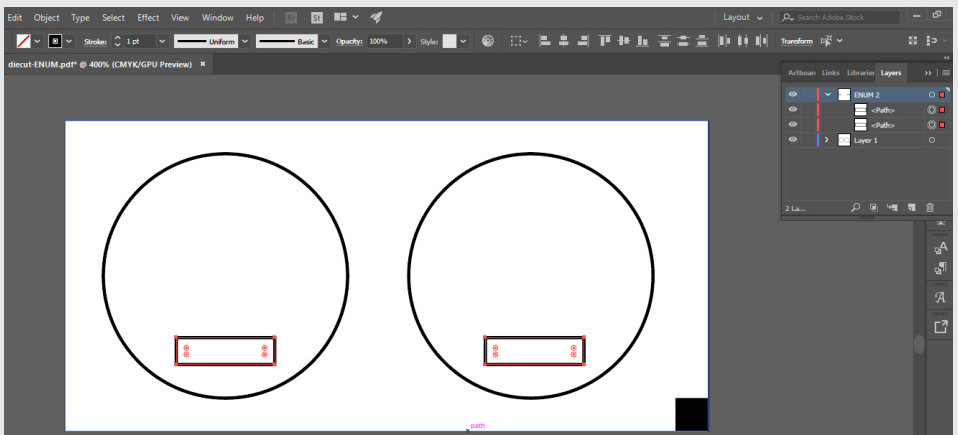 Edit Object Type Select Effect View Window Help Br St Layout Search Adobe Stock
Stroke: 1 pt Uniform Basic Opacity: 100% Style: Transform
diecut-ENUM.pdf* @ 400% (CMYK/GPU Preview) ×
Artboan Links Librarie Layers
ENUM 2
<Path>
<Path>
Layer 1
2 La...
path